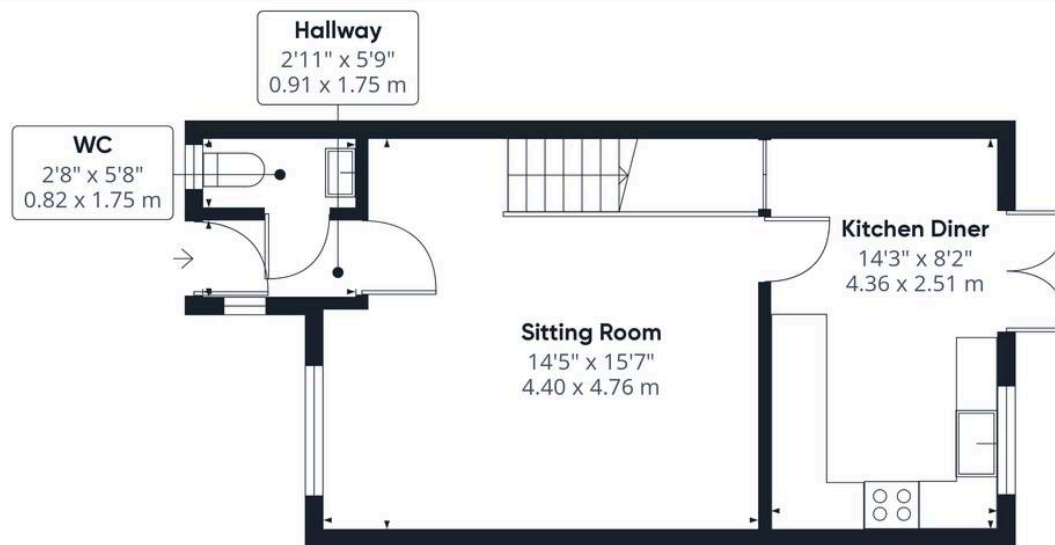 Hallway
2'11" x 5'9"
0.91 x 1.75 m
WC
2'8" x 5'8"
0.82 x 1.75 m
Kitchen Diner
14'3" x 8'2"
4.36 x 2.51 m
Sitting Room
14'5" x 15'7"
4.40 x 4.76 m